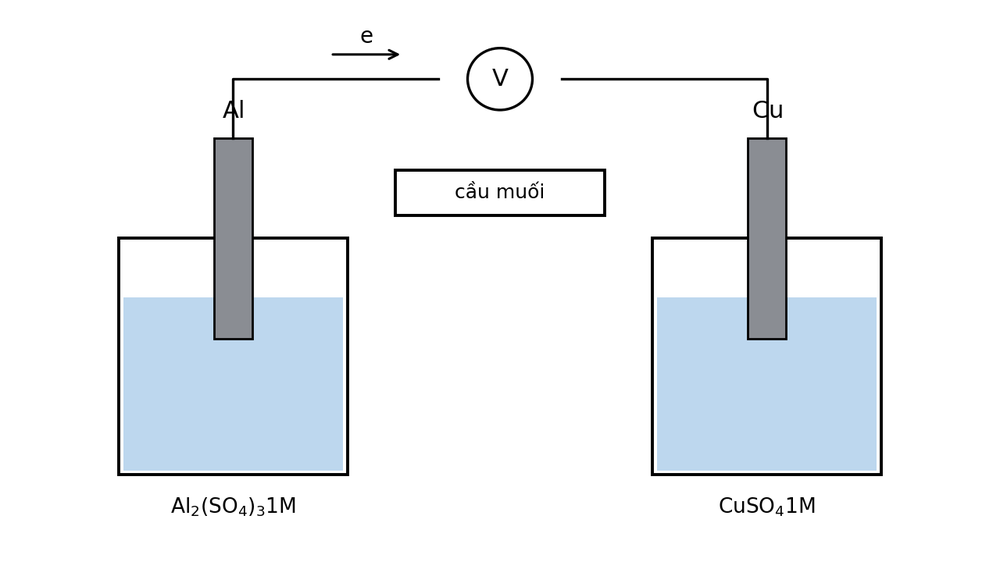 e
V
Al
Cu
cầu muối
Al₂(SO₄)₃1M
CuSO₄1M